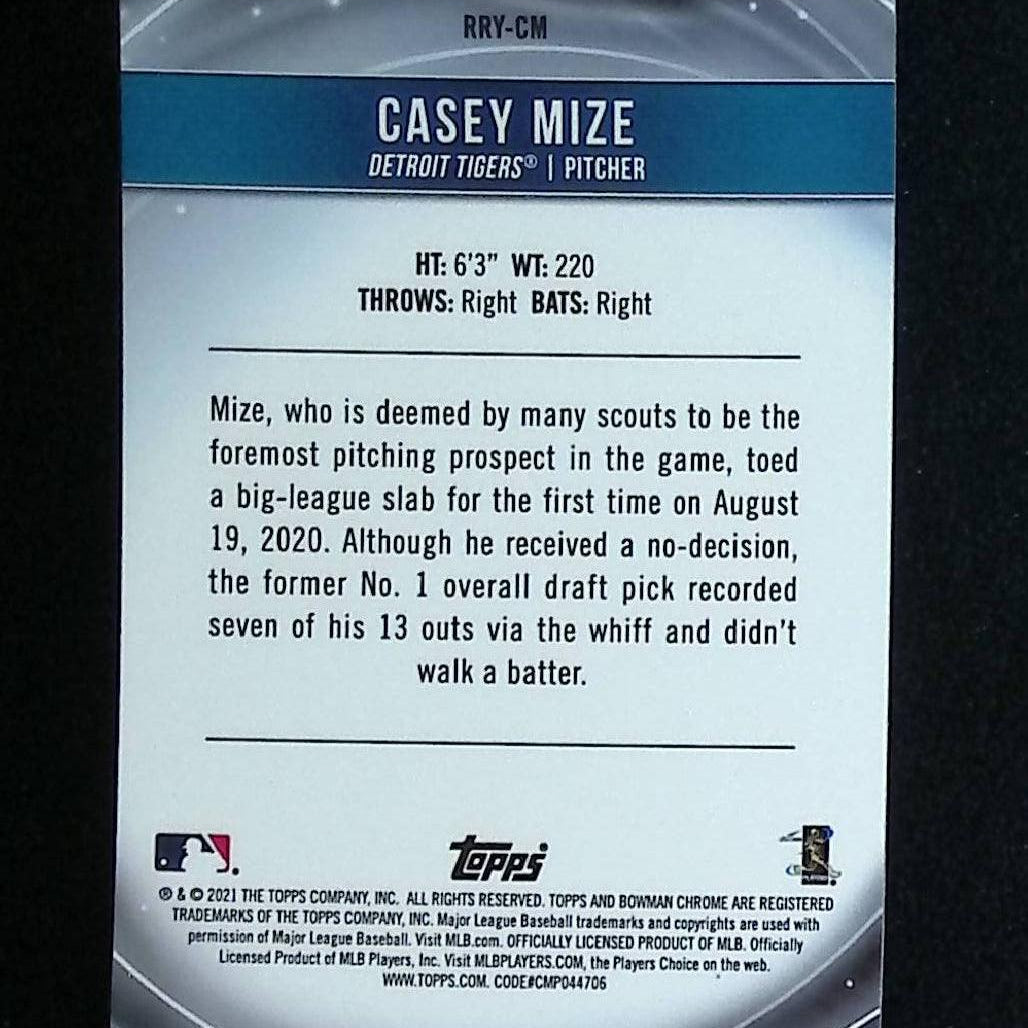 RRY-CM
CASEY MIZE
DETROIT TIGERS® | PITCHER
HT: 6'3" WT: 220
THROWS: Right BATS: Right
Mize, who is deemed by many scouts to be the
foremost pitching prospect in the game, toed
a big-league slab for the first time on August
19, 2020. Although he received a no-decision,
the former No. 1 overall draft pick recorded
seven of his 13 outs via the whiff and didn't
walk a batter.
topps
® & © 2021 THE TOPPS COMPANY, INC. ALL RIGHTS RESERVED. TOPPS AND BOWMAN CHROME ARE REGISTERED
TRADEMARKS OF THE TOPPS COMPANY, INC. Major League Baseball trademarks and copyrights are used with
permission of Major League Baseball. Visit MLB.com. OFFICIALLY LICENSED PRODUCT OF MLB. Officially
Licensed Product of MLB Players, Inc. Visit MLBPLAYERS.COM, the Players Choice on the web.
WWW.TOPPS.COM. CODE#CMP044706